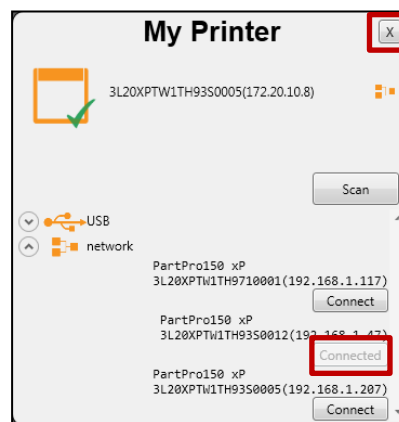 My Printer
X
3L20XPTW1TH93S0005(172.20.10.8)
Scan
USB
network
PartPro150 xP
3L20XPTW1TH9710001(192.168.1.117)
Connect
PartPro150 xP
3L20XPTW1TH93S0012(192.168.1.47)
Connected
PartPro150 xP
3L20XPTW1TH93S0005(192.168.1.207)
Connect